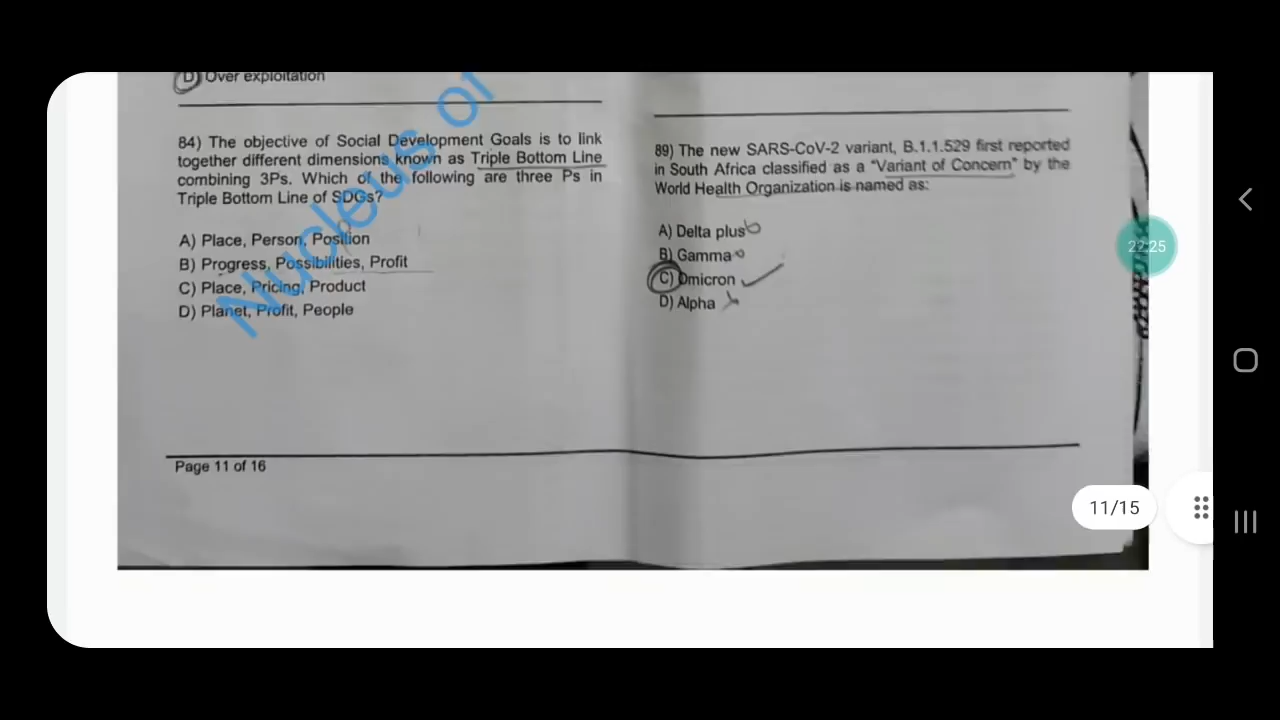 D) Over exploitation
84) The objective of Social Development Goals is to link
together different dimensions known as Triple Bottom Line
combining 3Ps. Which of the following are three Ps in
Triple Bottom Line of SDGs?
A) Place, Person, Position
B) Progress, Possibilities, Profit
C) Place, Pricing, Product
D) Planet, Profit, People
Page 11 of 16
Nucleus of
89) The new SARS-CoV-2 variant, B.1.1.529 first reported
in South Africa classified as a "Variant of Concern" by the
World Health Organization is named as:
A) Delta plus
B) Gamma
C) Omicron
D) Alpha
22:25
11/15